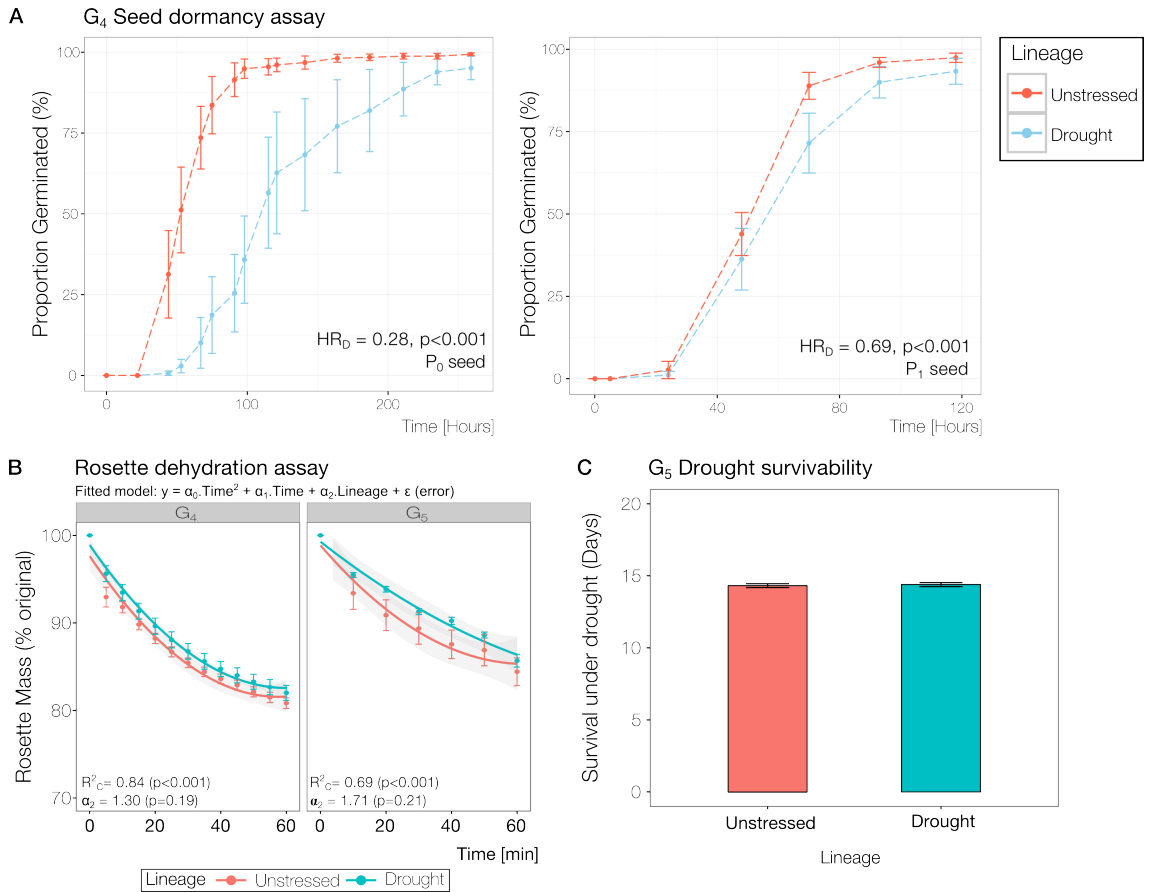 A
G4 Seed dormancy assay
Proportion Germinated (%)
100
75
50
25
0
HRD = 0.28, p<0.001
P0 seed
0
100
200
Time [Hours]
Proportion Germinated (%)
100
75
50
25
0
HRD = 0.69, p<0.001
P1 seed
0
40
80
120
Time [Hours]
Lineage
Unstressed
Drought
B
Rosette dehydration assay
Fitted model: y = α0.Time² + α1.Time + α2.Lineage + ε (error)
G4
G5
Rosette Mass (% original)
100
90
80
70
R²C= 0.84 (p<0.001)
α2 = 1.30 (p=0.19)
R²C= 0.69 (p<0.001)
α2 = 1.71 (p=0.21)
0
20
40
60
0
20
40
60
Time [min]
Lineage
Unstressed
Drought
C
G5 Drought survivability
Survival under drought (Days)
20
15
10
5
0
Unstressed
Drought
Lineage